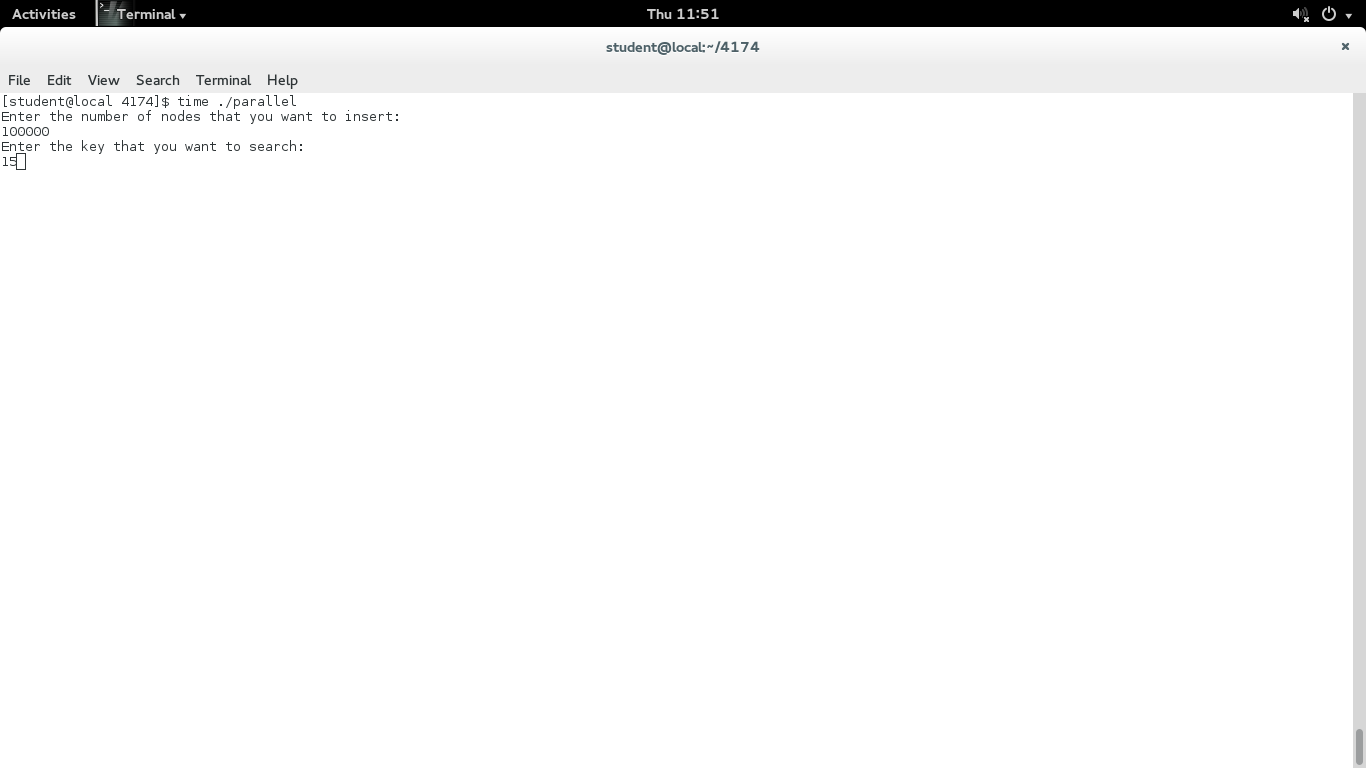 Activities Terminal Thu 11:51
student@local:~/4174 ×
File Edit View Search Terminal Help
[student@local 4174]$ time ./parallel
Enter the number of nodes that you want to insert:
100000
Enter the key that you want to search:
15